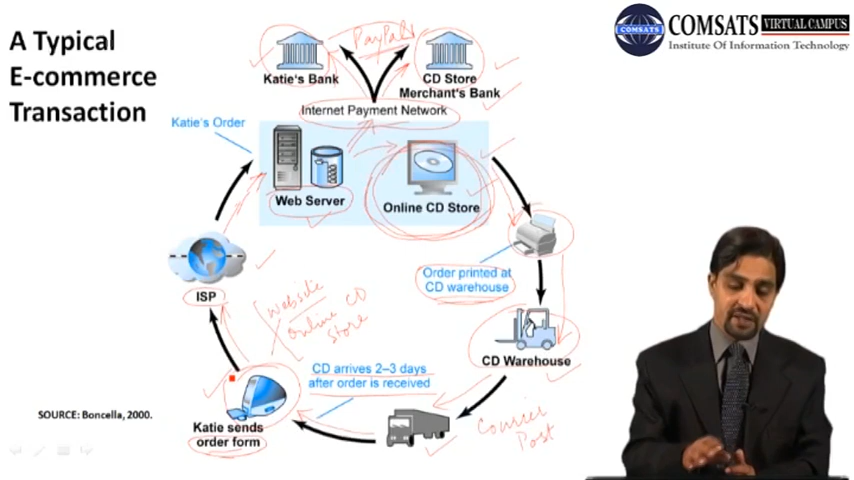 A Typical
E-commerce
Transaction
COMSATS VIRTUAL CAMPUS
Institute Of Information Technology
COMSATS
PayPal
Katie's Bank
CD Store
Merchant's Bank
Internet Payment Network
Katie's Order
Web Server
Online CD Store
ISP
Order printed at
CD warehouse
Website
Online CD
Store
CD Warehouse
CD arrives 2–3 days
after order is received
Katie sends
order form
Courier
Post
SOURCE: Boncella, 2000.